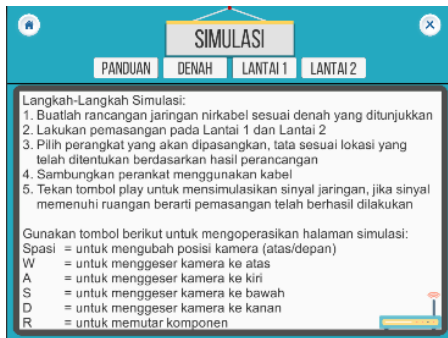 SIMULASI
PANDUAN DENAH LANTAI 1 LANTAI 2
Langkah-Langkah Simulasi:
1. Buatlah rancangan jaringan nirkabel sesuai denah yang ditunjukkan
2. Lakukan pemasangan pada Lantai 1 dan Lantai 2
3. Pilih perangkat yang akan dipasangkan, tata sesuai lokasi yang
telah ditentukan berdasarkan hasil perancangan
4. Sambungkan perankat menggunakan kabel
5. Tekan tombol play untuk mensimulasikan sinyal jaringan, jika sinyal
memenuhi ruangan berarti pemasangan telah berhasil dilakukan
Gunakan tombol berikut untuk mengoperasikan halaman simulasi:
Spasi = untuk mengubah posisi kamera (atas/depan)
W = untuk menggeser kamera ke atas
A = untuk menggeser kamera ke kiri
S = untuk menggeser kamera ke bawah
D = untuk menggeser kamera ke kanan
R = untuk memutar komponen